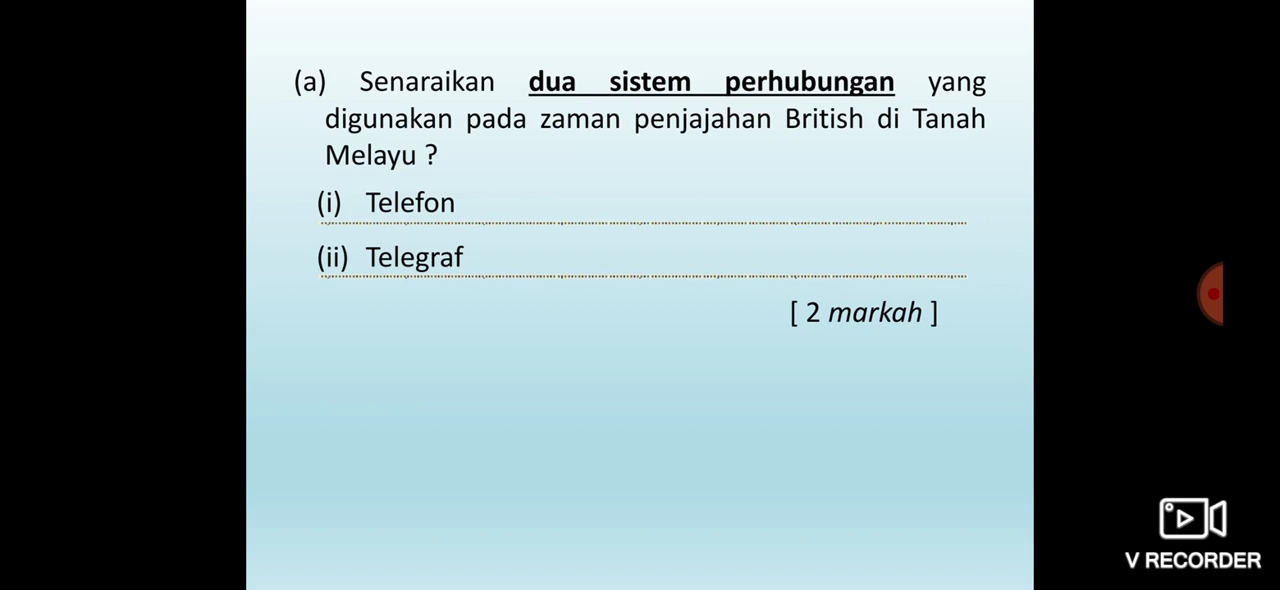 (a) Senaraikan dua sistem perhubungan yang
digunakan pada zaman penjajahan British di Tanah
Melayu ?
(i) Telefon
(ii) Telegraf
[ 2 markah ]
V RECORDER